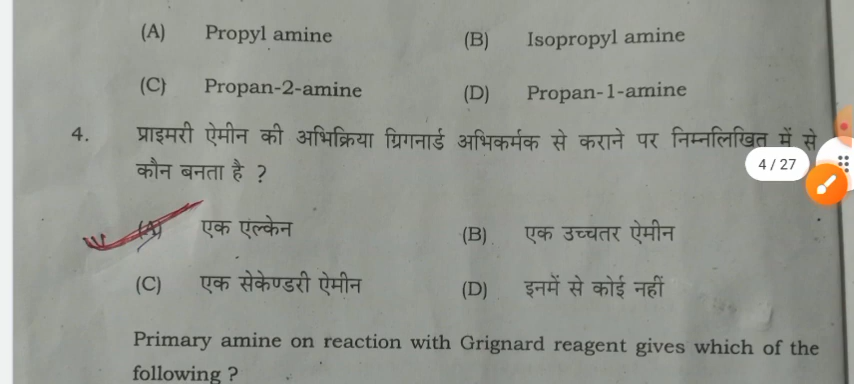 (A) Propyl amine (B) Isopropyl amine
(C) Propan-2-amine (D) Propan-1-amine
4. प्राइमरी ऐमीन की अभिक्रिया ग्रिगनार्ड अभिकर्मक से कराने पर निम्नलिखित में से
4 / 27
कौन बनता है ?
(A) एक एल्केन (B) एक उच्चतर ऐमीन
(C) एक सेकेण्डरी ऐमीन (D) इनमें से कोई नहीं
Primary amine on reaction with Grignard reagent gives which of the
following ?